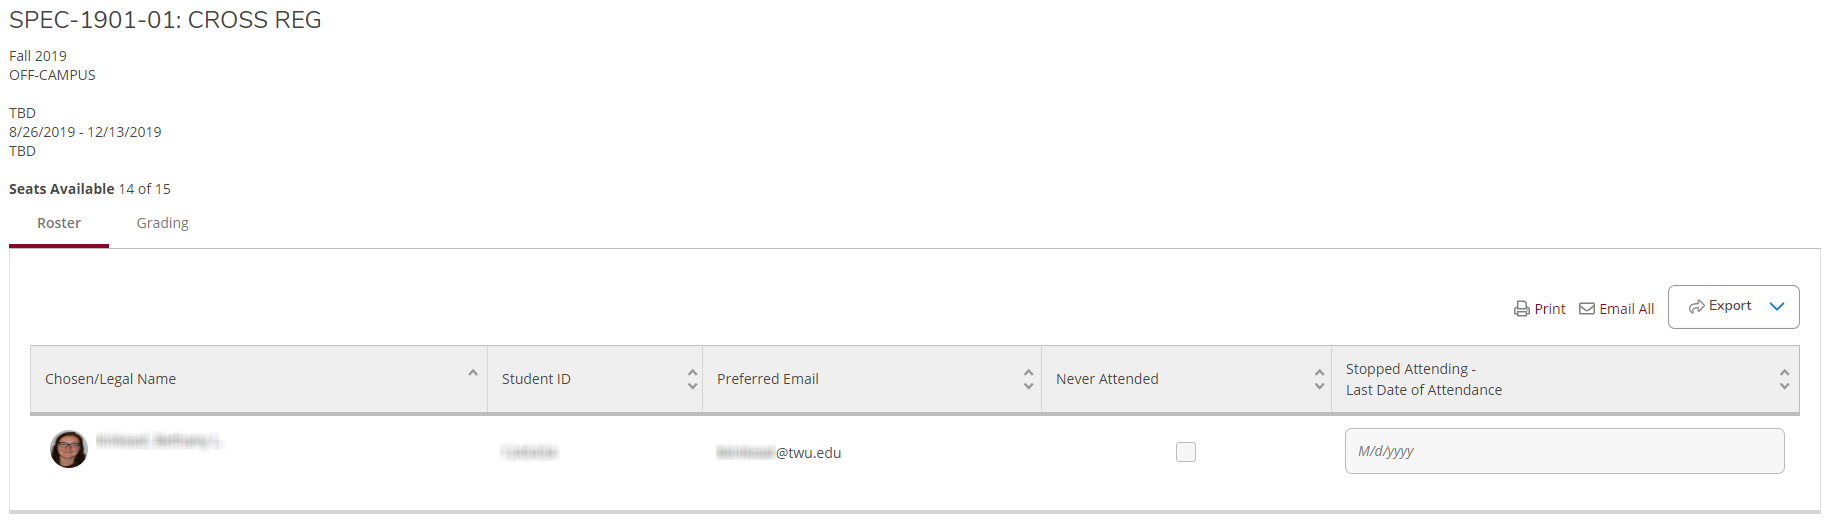 SPEC-1901-01: CROSS REG
Fall 2019
OFF-CAMPUS
TBD
8/26/2019 - 12/13/2019
TBD
Seats Available 14 of 15
Roster Grading
Print Email All Export
Chosen/Legal Name Student ID Preferred Email Never Attended Stopped Attending -
Last Date of Attendance
@twu.edu M/d/yyyy